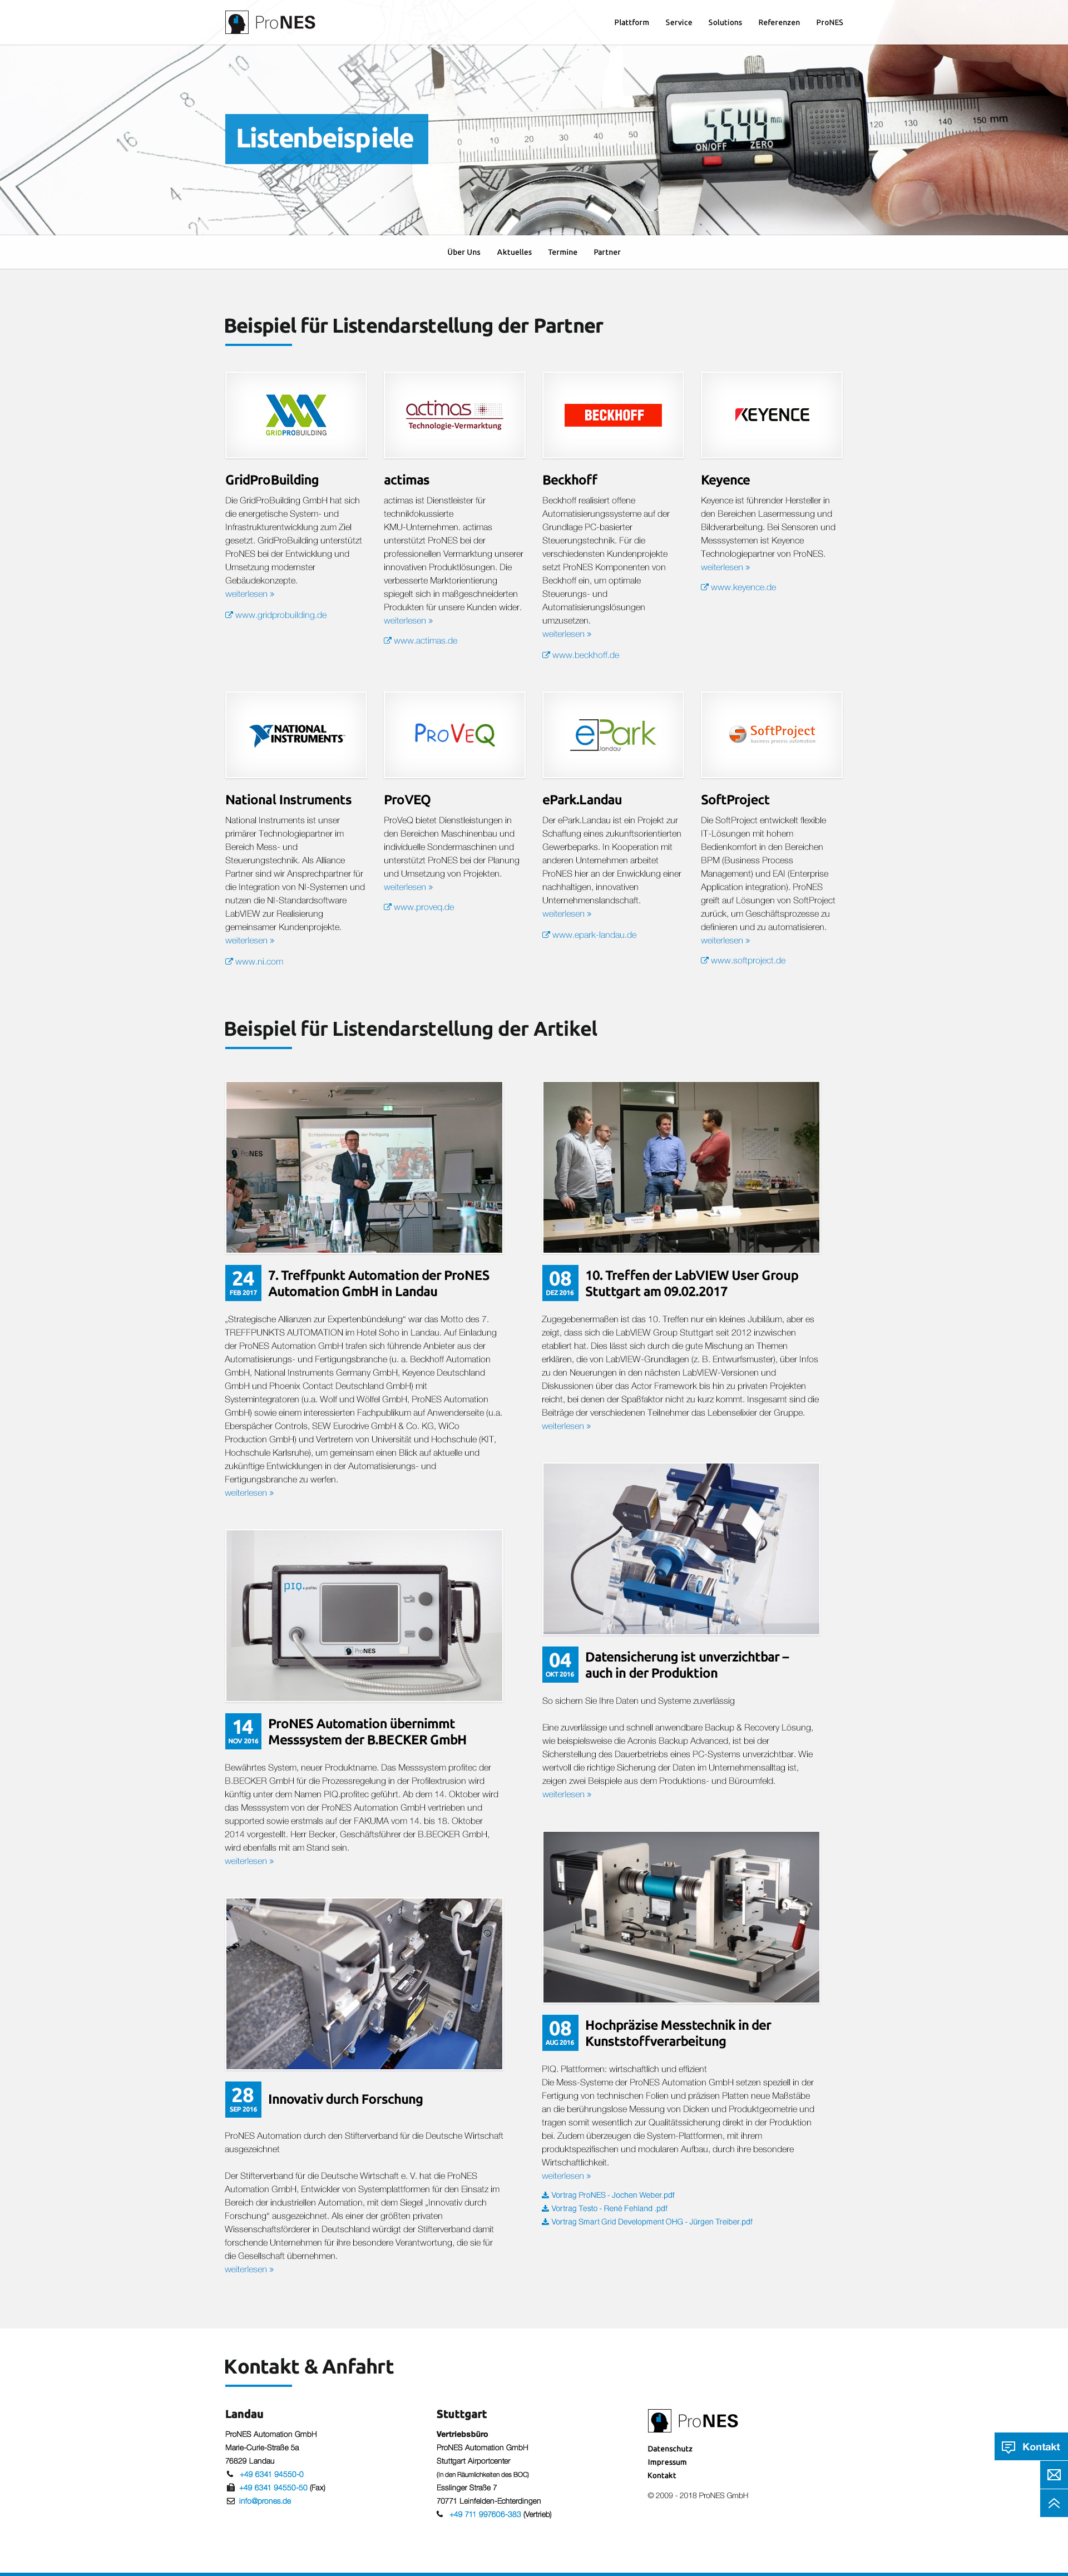 ProNES
Plattform Service Solutions Referenzen ProNES
Listenbeispiele
55.49
ON/OFF ZERO
Über Uns Aktuelles Termine Partner
Beispiel für Listendarstellung der Partner
GRIDPROBUILDING
actimas
Technologie-Vermarktung
BECKHOFF
KEYENCE
GridProBuilding
Die GridProBuilding GmbH hat sich
die energetische System- und
Infrastrukturentwicklung zum Ziel
gesetzt. GridProBuilding unterstützt
ProNES bei der Entwicklung und
Umsetzung modernster
Gebäudekonzepte.
weiterlesen »
www.gridprobuilding.de
actimas
actimas ist Dienstleister für
technikfokussierte
KMU-Unternehmen. actimas
unterstützt ProNES bei der
professionellen Vermarktung unserer
innovativen Produktlösungen. Die
verbesserte Marktorientierung
spiegelt sich in maßgeschneiderten
Produkten für unsere Kunden wider.
weiterlesen »
www.actimas.de
Beckhoff
Beckhoff realisiert offene
Automatisierungssysteme auf der
Grundlage PC-basierter
Steuerungstechnik. Für die
verschiedensten Kundenprojekte
setzt ProNES Komponenten von
Beckhoff ein, um optimale
Steuerungs- und
Automatisierungslösungen
umzusetzen.
weiterlesen »
www.beckhoff.de
Keyence
Keyence ist führender Hersteller in
den Bereichen Lasermessung und
Bildverarbeitung. Bei Sensoren und
Messsystemen ist Keyence
Technologiepartner von ProNES.
weiterlesen »
www.keyence.de
NATIONAL
INSTRUMENTS
PROVEQ
ePark
landau
SoftProject
business process automation
National Instruments
National Instruments ist unser
primärer Technologiepartner im
Bereich Mess- und
Steuerungstechnik. Als Alliance
Partner sind wir Ansprechpartner für
die Integration von NI-Systemen und
nutzen die NI-Standardsoftware
LabVIEW zur Realisierung
gemeinsamer Kundenprojekte.
weiterlesen »
www.ni.com
ProVEQ
ProVeQ bietet Dienstleistungen in
den Bereichen Maschinenbau und
individuelle Sondermaschinen und
unterstützt ProNES bei der Planung
und Umsetzung von Projekten.
weiterlesen »
www.proveq.de
ePark.Landau
Der ePark.Landau ist ein Projekt zur
Schaffung eines zukunftsorientierten
Gewerbeparks. In Kooperation mit
anderen Unternehmen arbeitet
ProNES hier an der Enwicklung einer
nachhaltigen, innovativen
Unternehmenslandschaft.
weiterlesen »
www.epark-landau.de
SoftProject
Die SoftProject entwickelt flexible
IT-Lösungen mit hohem
Bedienkomfort in den Bereichen
BPM (Business Process
Management) und EAI (Enterprise
Application integration). ProNES
greift auf Lösungen von SoftProject
zurück, um Geschäftsprozesse zu
definieren und zu automatisieren.
weiterlesen »
www.softproject.de
Beispiel für Listendarstellung der Artikel
24
FEB 2017
7. Treffpunkt Automation der ProNES
Automation GmbH in Landau
„Strategische Allianzen zur Expertenbündelung“ war das Motto des 7.
TREFFPUNKTS AUTOMATION im Hotel Soho in Landau. Auf Einladung
der ProNES Automation GmbH trafen sich führende Anbieter aus der
Automatisierungs- und Fertigungsbranche (u. a. Beckhoff Automation
GmbH, National Instruments Germany GmbH, Keyence Deutschland
GmbH und Phoenix Contact Deutschland GmbH) mit
Systemintegratoren (u.a. Wolf und Wölfel GmbH, ProNES Automation
GmbH) sowie einem interessierten Fachpublikum auf Anwenderseite (u.a.
Eberspächer Controls, SEW Eurodrive GmbH & Co. KG, WiCo
Production GmbH) und Vertretern von Universität und Hochschule (KIT,
Hochschule Karlsruhe), um gemeinsam einen Blick auf aktuelle und
zukünftige Entwicklungen in der Automatisierungs- und
Fertigungsbranche zu werfen.
weiterlesen »
08
DEZ 2016
10. Treffen der LabVIEW User Group
Stuttgart am 09.02.2017
Zugegebenermaßen ist das 10. Treffen nur ein kleines Jubiläum, aber es
zeigt, dass sich die LabVIEW Group Stuttgart seit 2012 inzwischen
etabliert hat. Dies lässt sich durch die gute Mischung an Themen
erklären, die von LabVIEW-Grundlagen (z. B. Entwurfsmuster), über Infos
zu den Neuerungen in den nächsten LabVIEW-Versionen und
Diskussionen über das Actor Framework bis hin zu privaten Projekten
reicht, bei denen der Spaßfaktor nicht zu kurz kommt. Insgesamt sind die
Beiträge der verschiedenen Teilnehmer das Lebenselixier der Gruppe.
weiterlesen »
PIQ.profitec
ProNES
14
NOV 2016
ProNES Automation übernimmt
Messsystem der B.BECKER GmbH
Bewährtes System, neuer Produktname. Das Messsystem profitec der
B.BECKER GmbH für die Prozessregelung in der Profilextrusion wird
künftig unter dem Namen PIQ.profitec geführt. Ab dem 14. Oktober wird
das Messsystem von der ProNES Automation GmbH vertrieben und
supported sowie erstmals auf der FAKUMA vom 14. bis 18. Oktober
2014 vorgestellt. Herr Becker, Geschäftsführer der B.BECKER GmbH,
wird ebenfalls mit am Stand sein.
weiterlesen »
04
OKT 2016
Datensicherung ist unverzichtbar –
auch in der Produktion
So sichern Sie Ihre Daten und Systeme zuverlässig
Eine zuverlässige und schnell anwendbare Backup & Recovery Lösung,
wie beispielsweise die Acronis Backup Advanced, ist bei der
Sicherstellung des Dauerbetriebs eines PC-Systems unverzichtbar. Wie
wertvoll die richtige Sicherung der Daten im Unternehmensalltag ist,
zeigen zwei Beispiele aus dem Produktions- und Büroumfeld.
weiterlesen »
28
SEP 2016
Innovativ durch Forschung
ProNES Automation durch den Stifterverband für die Deutsche Wirtschaft
ausgezeichnet
Der Stifterverband für die Deutsche Wirtschaft e. V. hat die ProNES
Automation GmbH, Entwickler von Systemplattformen für den Einsatz im
Bereich der industriellen Automation, mit dem Siegel „Innovativ durch
Forschung“ ausgezeichnet. Als einer der größten privaten
Wissenschaftsförderer in Deutschland würdigt der Stifterverband damit
forschende Unternehmen für ihre besondere Verantwortung, die sie für
die Gesellschaft übernehmen.
weiterlesen »
08
AUG 2016
Hochpräzise Messtechnik in der
Kunststoffverarbeitung
PIQ. Plattformen: wirtschaftlich und effizient
Die Mess-Systeme der ProNES Automation GmbH setzen speziell in der
Fertigung von technischen Folien und präzisen Platten neue Maßstäbe
an die berührungslose Messung von Dicken und Produktgeometrie und
tragen somit wesentlich zur Qualitätssicherung direkt in der Produktion
bei. Zudem überzeugen die System-Plattformen, mit ihrem
produktspezifischen und modularen Aufbau, durch ihre besondere
Wirtschaftlichkeit.
weiterlesen »
Vortrag ProNES - Jochen Weber.pdf
Vortrag Testo - René Fehland .pdf
Vortrag Smart Grid Development OHG - Jürgen Treiber.pdf
Kontakt & Anfahrt
Landau
ProNES Automation GmbH
Marie-Curie-Straße 5a
76829 Landau
+49 6341 94550-0
+49 6341 94550-50 (Fax)
info@prones.de
Stuttgart
Vertriebsbüro
ProNES Automation GmbH
Stuttgart Airportcenter
(in den Räumlichkeiten des BOC)
Esslinger Straße 7
70771 Leinfelden-Echterdingen
+49 711 997606-383 (Vertrieb)
ProNES
Datenschutz
Impressum
Kontakt
© 2009 - 2018 ProNES GmbH
Kontakt